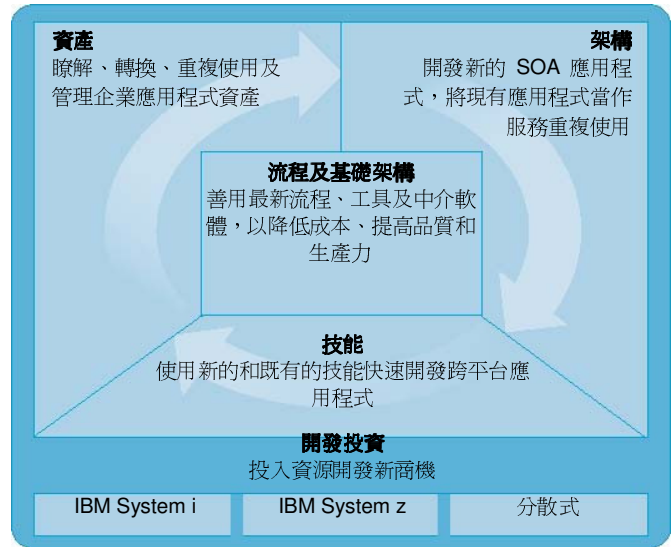 資產
瞭解、轉換、重複使用及
管理企業應用程式資產
架構
開發新的 SOA 應用程
式,將現有應用程式當作
服務重複使用
流程及基礎架構
善用最新流程、工具及中介軟
體,以降低成本、提高品質和
生產力
技能
使用新的和既有的技能快速開發跨平台應
用程式
開發投資
投入資源開發新商機
IBM System i
IBM System z
分散式